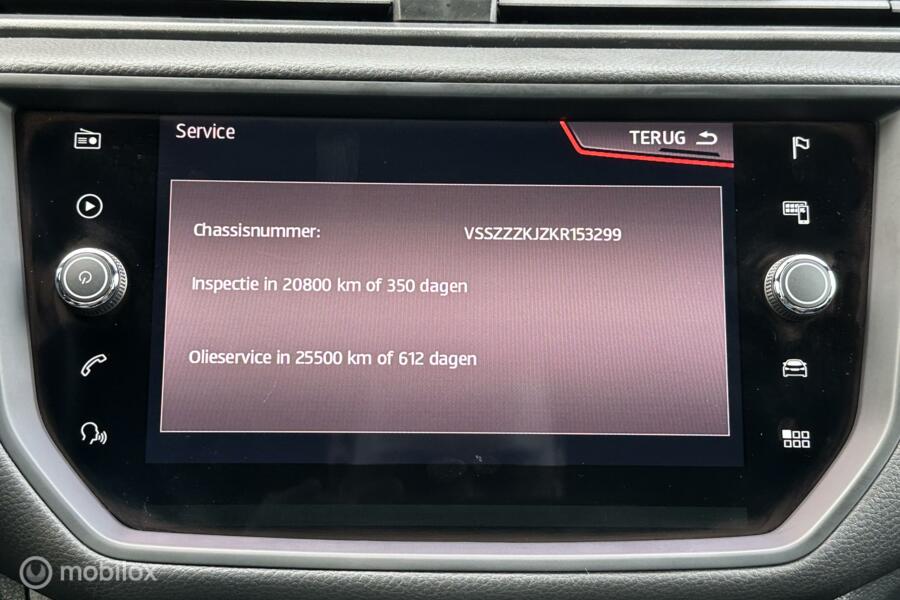 Service
TERUG
Chassisnummer: VSSZZZKJZKR153299
Inspectie in 20800 km of 350 dagen
Olieservice in 25500 km of 612 dagen
mobilox